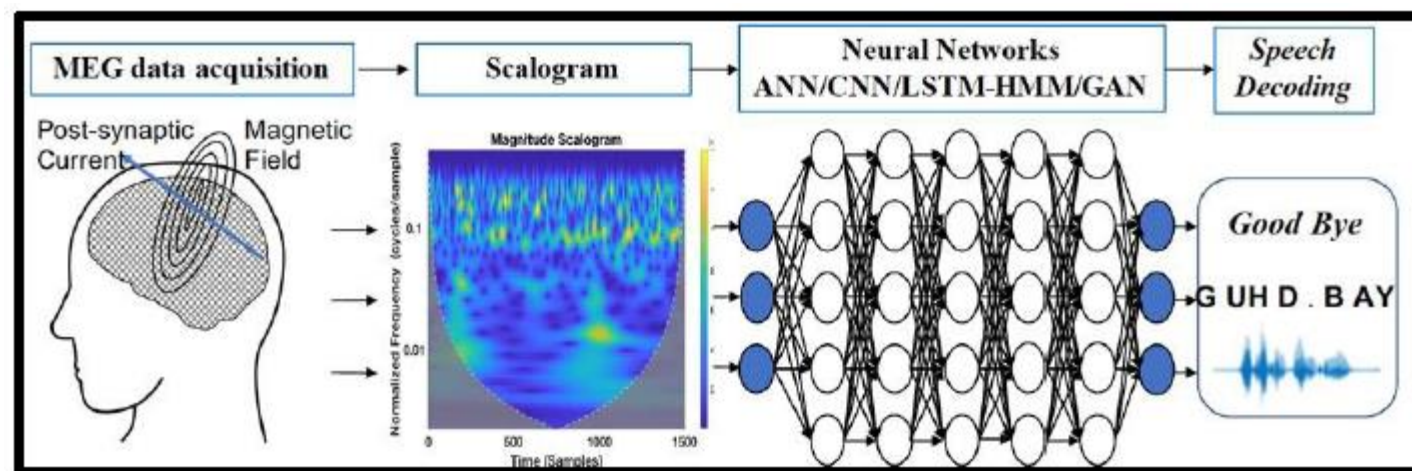 MEG data acquisition
Scalogram
Neural Networks
ANN/CNN/LSTM-HMM/GAN
Speech
Decoding
Post-synaptic
Current
Magnetic
Field
Magnitude Scalogram
Normalized Frequency (cycles/sample)
0.1
0.01
0
500
1000
1500
Time (Samples)
Good Bye
G UH D . B AY